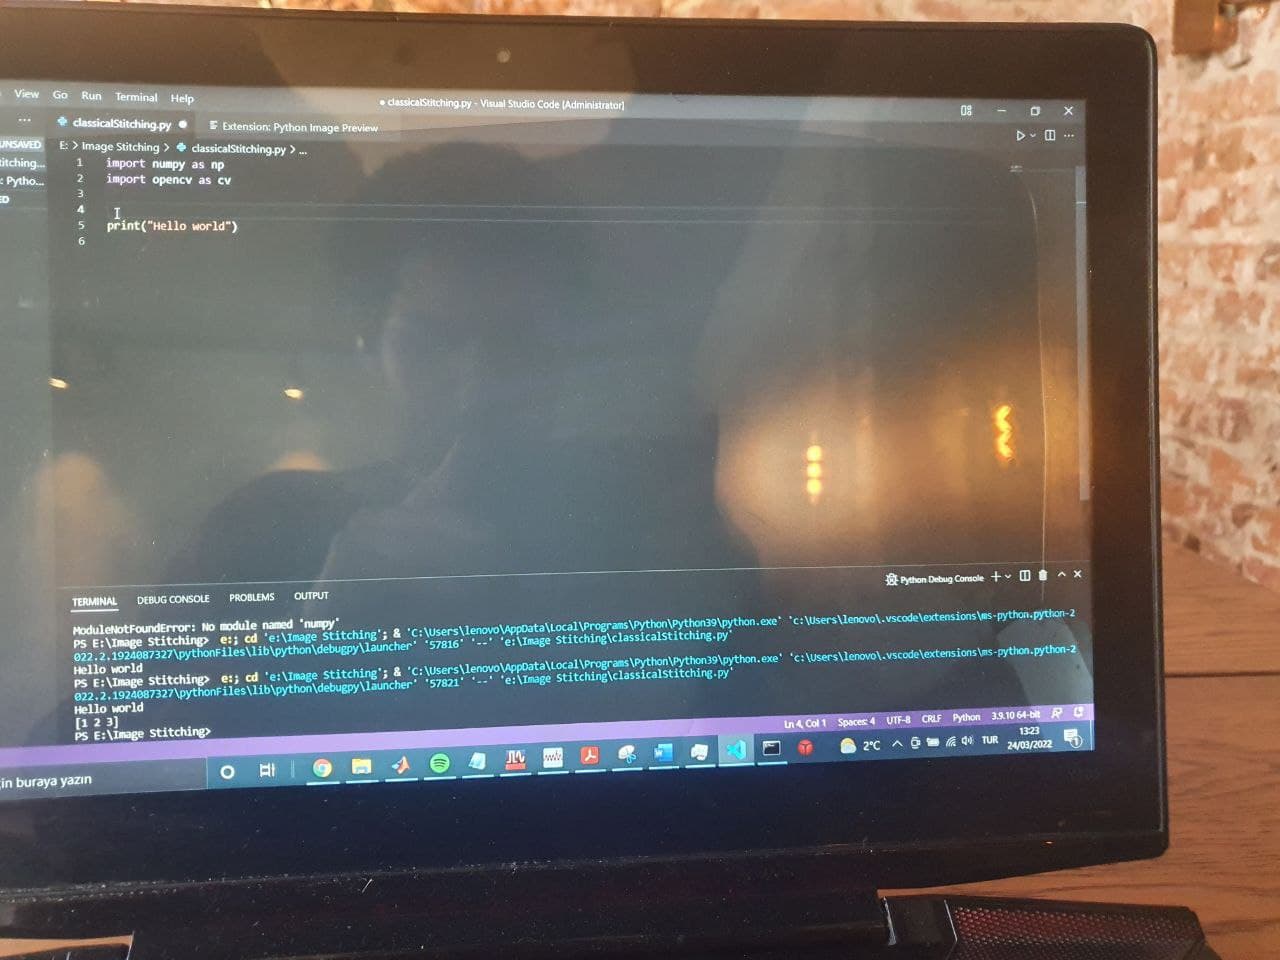 View Go Run Terminal Help
● classicalStitching.py - Visual Studio Code [Administrator]
classicalStitching.py ●
Extension: Python Image Preview
UNSAVED
E: > Image Stitching > classicalStitching.py > ...
titching...
: Pytho...
ED
1 import numpy as np
2 import opencv as cv
3
4
5 print("Hello world")
6
TERMINAL DEBUG CONSOLE PROBLEMS OUTPUT
Python Debug Console
ModuleNotFoundError: No module named 'numpy'
PS E:\Image Stitching> e:; cd 'e:\Image Stitching'; & 'C:\Users\lenovo\AppData\Local\Programs\Python\Python39\python.exe' 'c:\Users\lenovo\.vscode\extensions\ms-python.python-2
022.2.1924087327\pythonFiles\lib\python\debugpy\launcher' '57816' '--' 'e:\Image Stitching\classicalStitching.py'
Hello world
PS E:\Image Stitching> e:; cd 'e:\Image Stitching'; & 'C:\Users\lenovo\AppData\Local\Programs\Python\Python39\python.exe' 'c:\Users\lenovo\.vscode\extensions\ms-python.python-2
022.2.1924087327\pythonFiles\lib\python\debugpy\launcher' '57821' '--' 'e:\Image Stitching\classicalStitching.py'
Hello world
[1 2 3]
PS E:\Image Stitching>
Ln 4, Col 1 Spaces: 4 UTF-8 CRLF Python 3.9.10 64-bit
in buraya yazın
2°C
TUR
13:23
24/03/2022
1